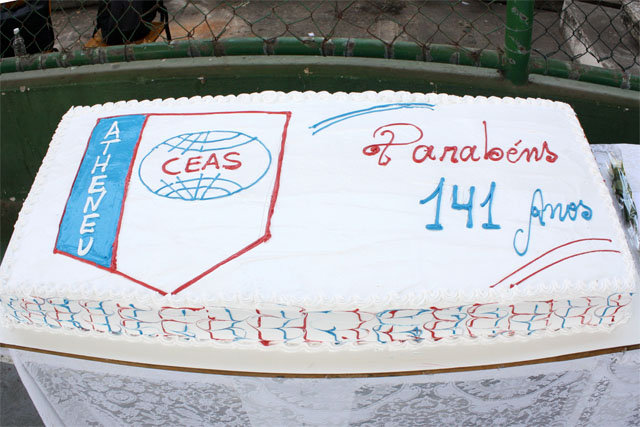 ATHENEU
CEAS
Parabéns
141 Anos